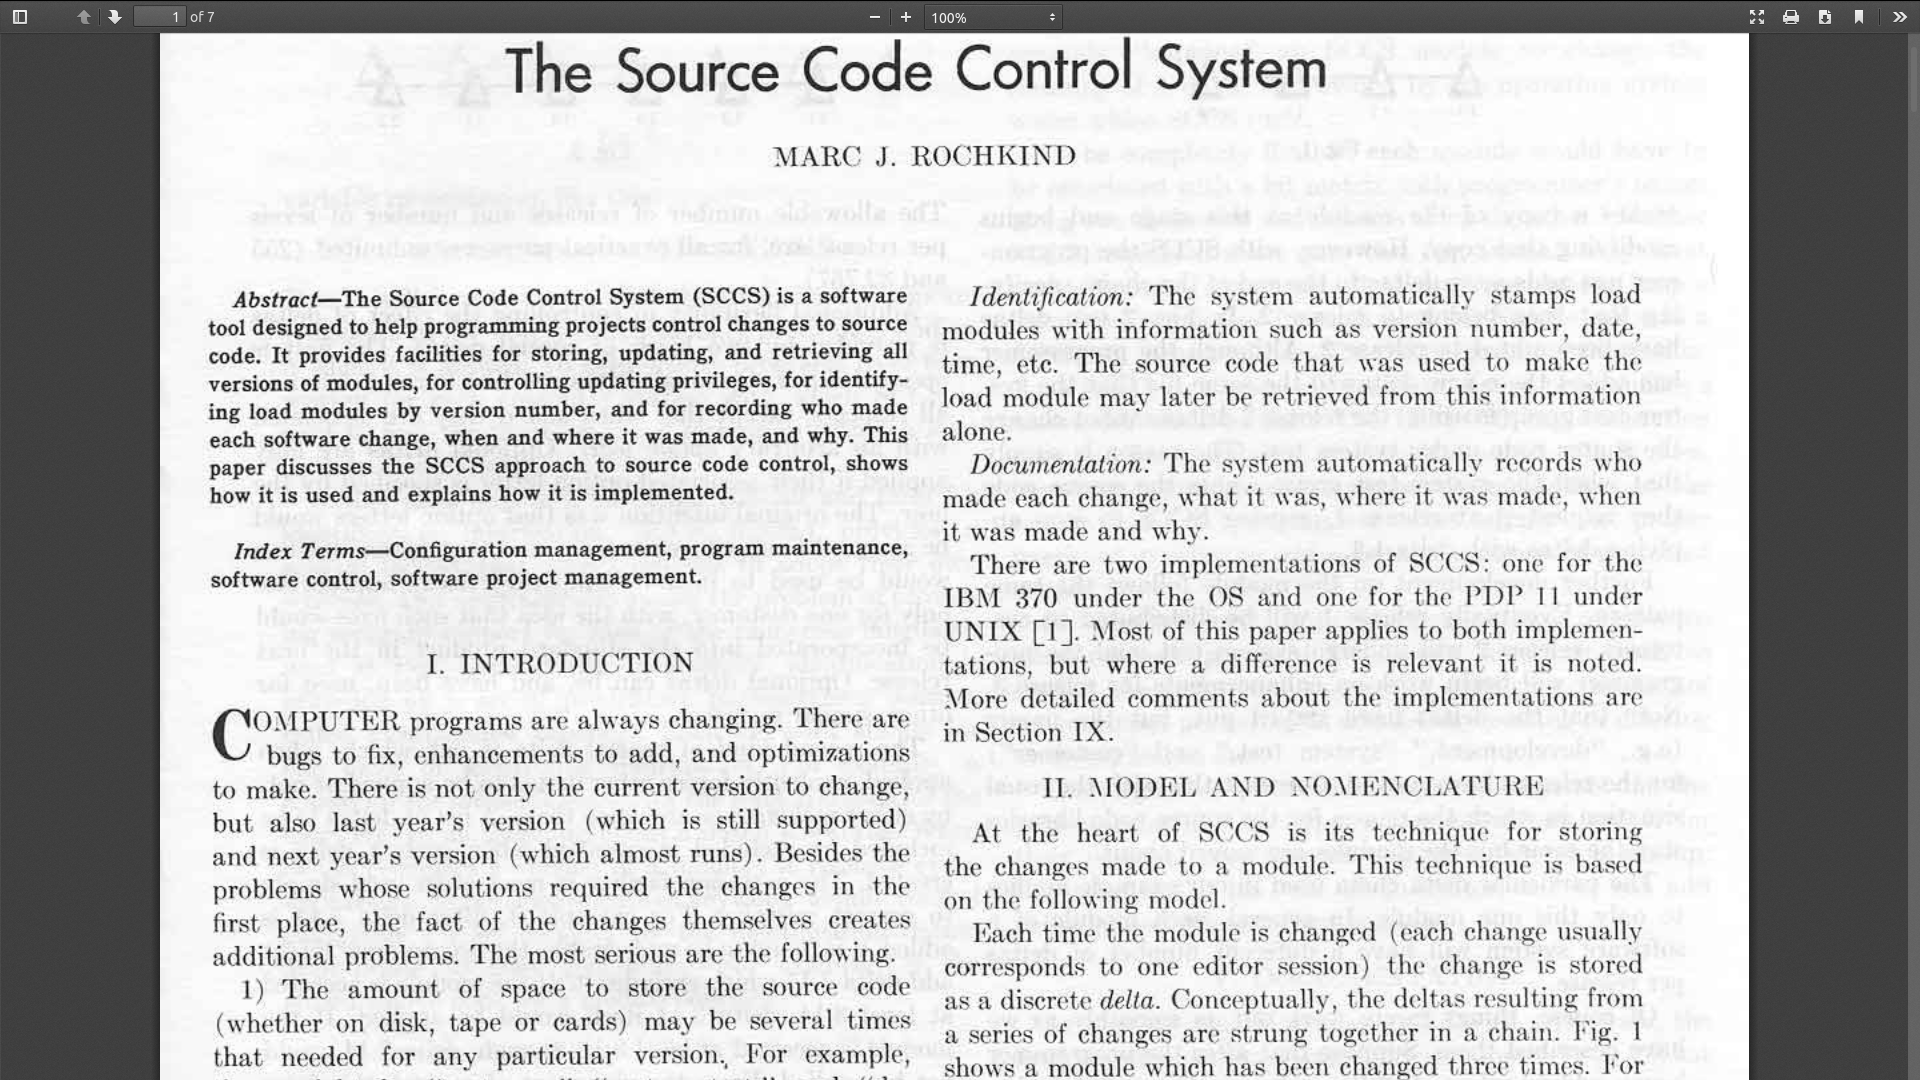 1 of 7
100%
The Source Code Control System
MARC J. ROCHKIND
Abstract—The Source Code Control System (SCCS) is a software
tool designed to help programming projects control changes to source
code. It provides facilities for storing, updating, and retrieving all
versions of modules, for controlling updating privileges, for identify-
ing load modules by version number, and for recording who made
each software change, when and where it was made, and why. This
paper discusses the SCCS approach to source code control, shows
how it is used and explains how it is implemented.
Index Terms—Configuration management, program maintenance,
software control, software project management.
I. INTRODUCTION
COMPUTER programs are always changing. There are
bugs to fix, enhancements to add, and optimizations
to make. There is not only the current version to change,
but also last year's version (which is still supported)
and next year's version (which almost runs). Besides the
problems whose solutions required the changes in the
first place, the fact of the changes themselves creates
additional problems. The most serious are the following.
1) The amount of space to store the source code
(whether on disk, tape or cards) may be several times
that needed for any particular version. For example,
Identification: The system automatically stamps load
modules with information such as version number, date,
time, etc. The source code that was used to make the
load module may later be retrieved from this information
alone.
Documentation: The system automatically records who
made each change, what it was, where it was made, when
it was made and why.
There are two implementations of SCCS: one for the
IBM 370 under the OS and one for the PDP 11 under
UNIX [1]. Most of this paper applies to both implemen-
tations, but where a difference is relevant it is noted.
More detailed comments about the implementations are
in Section IX.
II. MODEL AND NOMENCLATURE
At the heart of SCCS is its technique for storing
the changes made to a module. This technique is based
on the following model.
Each time the module is changed (each change usually
corresponds to one editor session) the change is stored
as a discrete delta. Conceptually, the deltas resulting from
a series of changes are strung together in a chain. Fig. 1
shows a module which has been changed three times. For